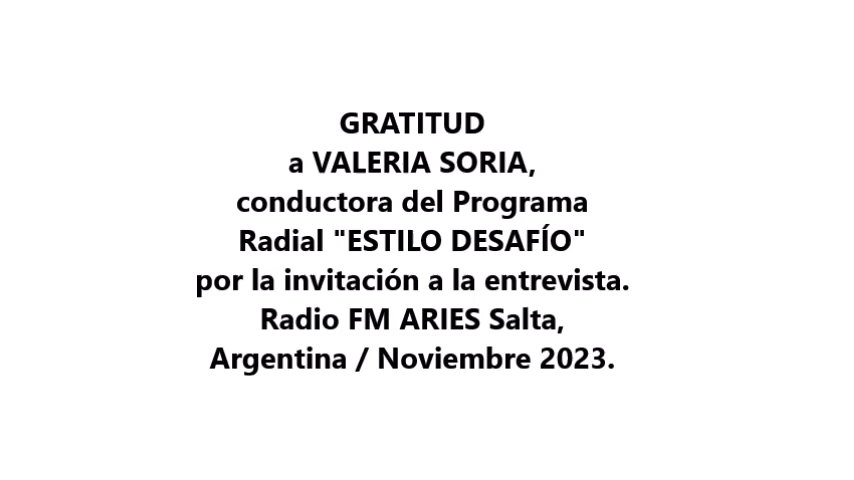 GRATITUD
a VALERIA SORIA,
conductora del Programa
Radial "ESTILO DESAFÍO"
por la invitación a la entrevista.
Radio FM ARIES Salta,
Argentina / Noviembre 2023.